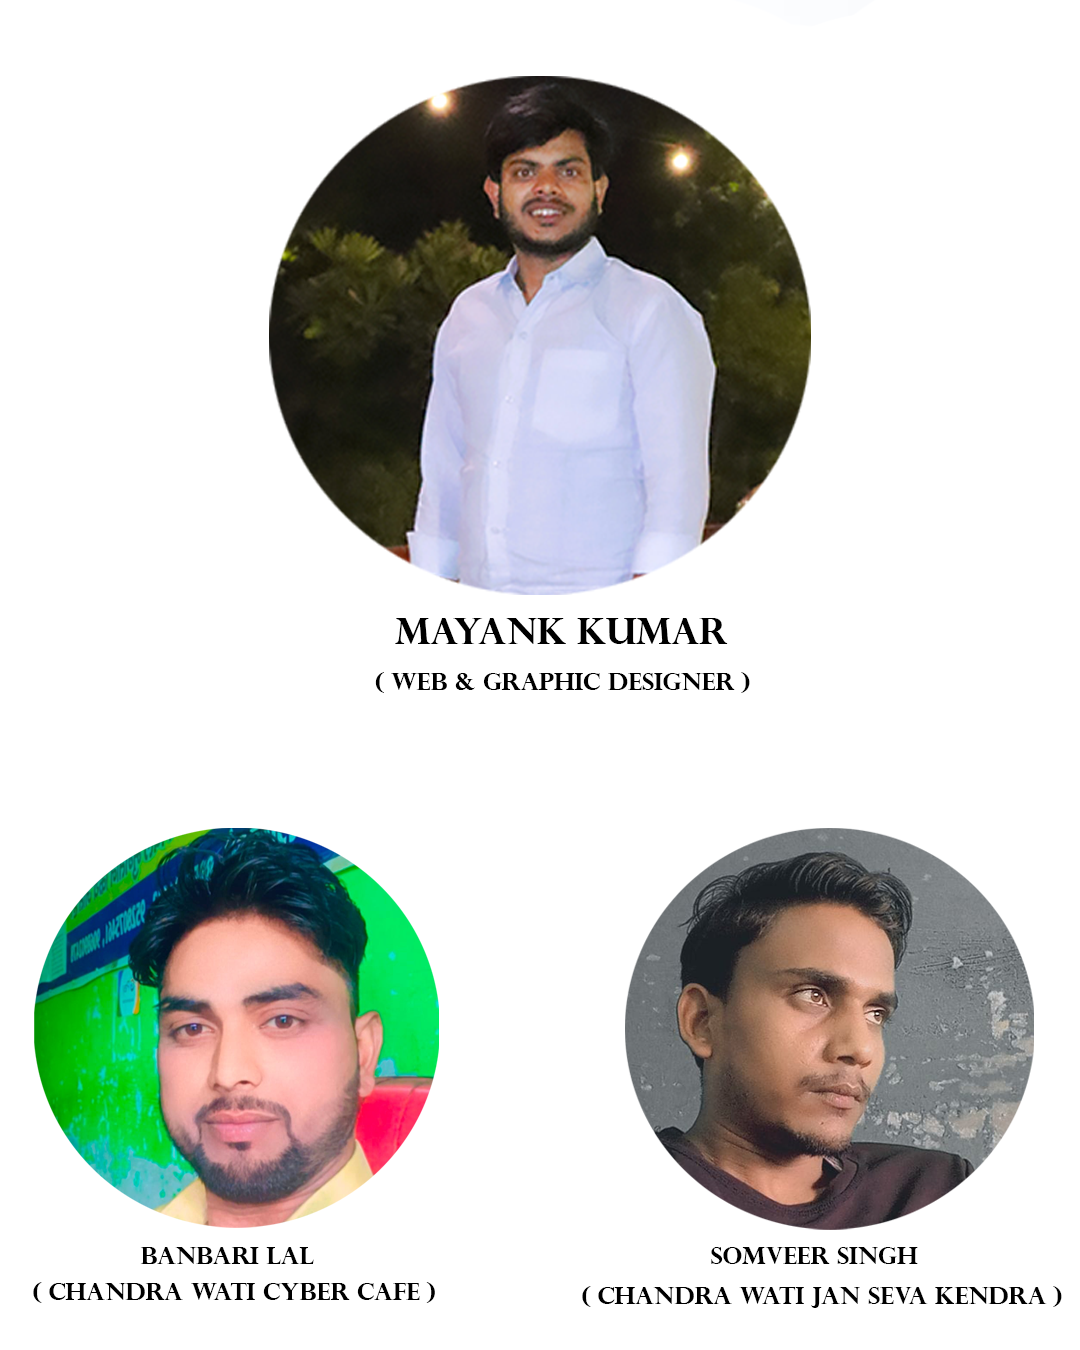 MAYANK KUMAR
( WEB & GRAPHIC DESIGNER )
BANBARI LAL
( CHANDRA WATI CYBER CAFE )
SOMVEER SINGH
( CHANDRA WATI JAN SEVA KENDRA )